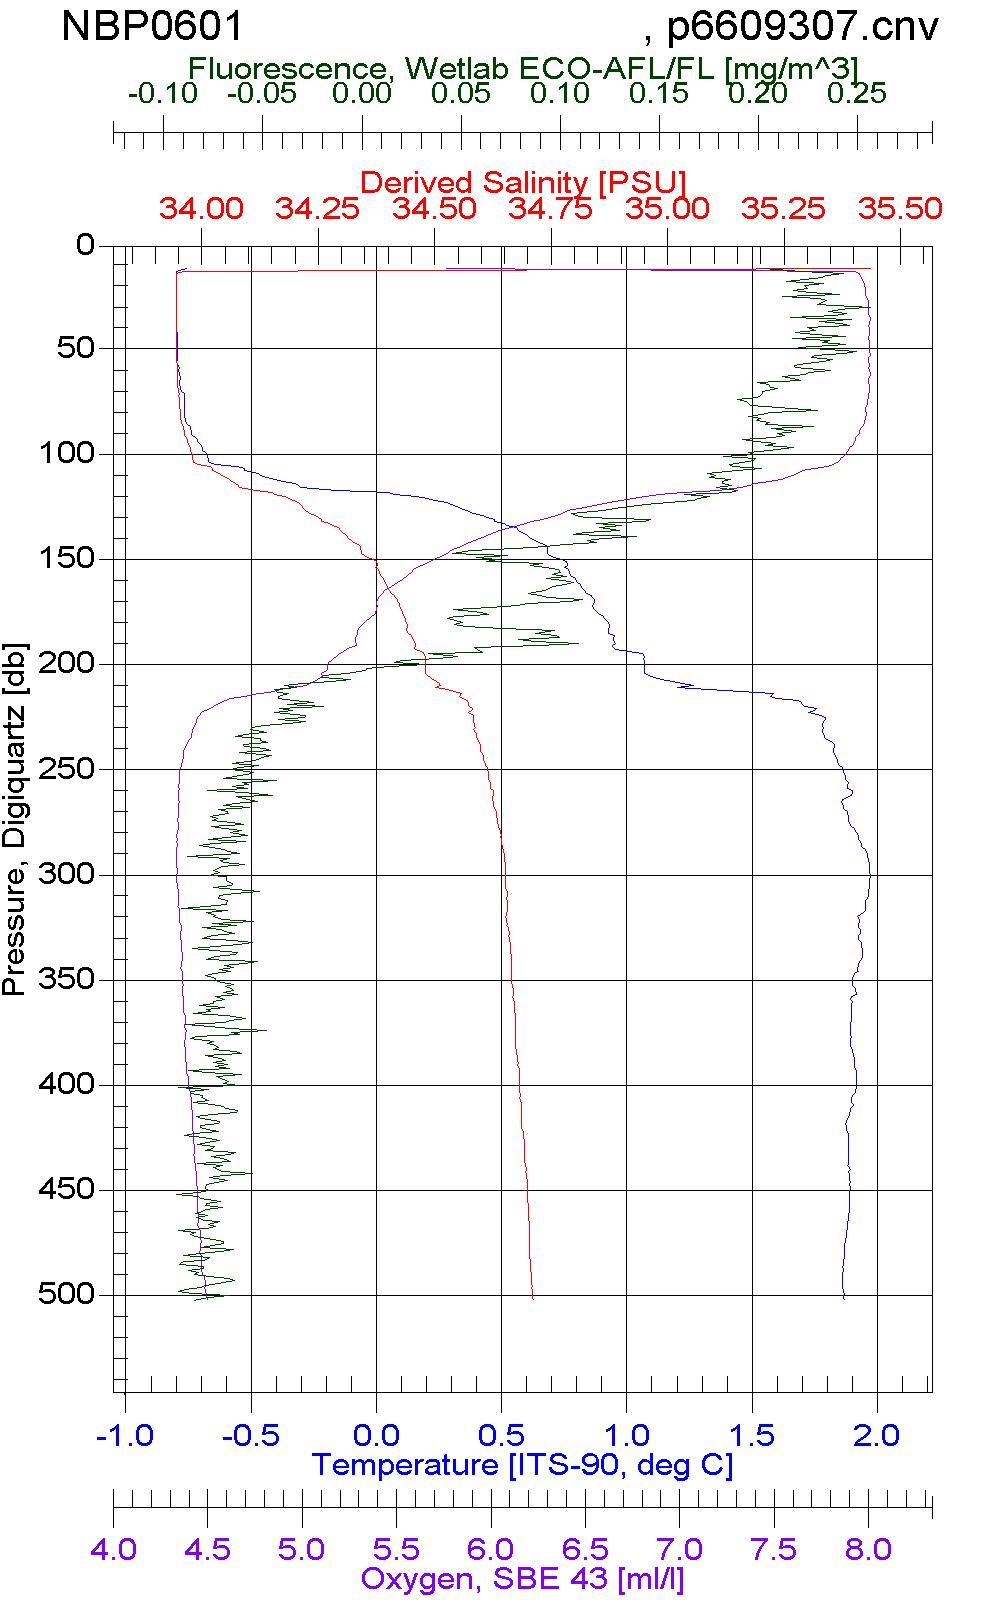 NBP0601 , p6609307.cnv
Fluorescence, Wetlab ECO-AFL/FL [mg/m^3]
-0.10 -0.05 0.00 0.05 0.10 0.15 0.20 0.25
Derived Salinity [PSU]
34.00 34.25 34.50 34.75 35.00 35.25 35.50
0
50
100
150
200
250
300
350
400
450
500
Pressure, Digiquartz [db]
-1.0 -0.5 0.0 0.5 1.0 1.5 2.0
Temperature [ITS-90, deg C]
4.0 4.5 5.0 5.5 6.0 6.5 7.0 7.5 8.0
Oxygen, SBE 43 [ml/l]